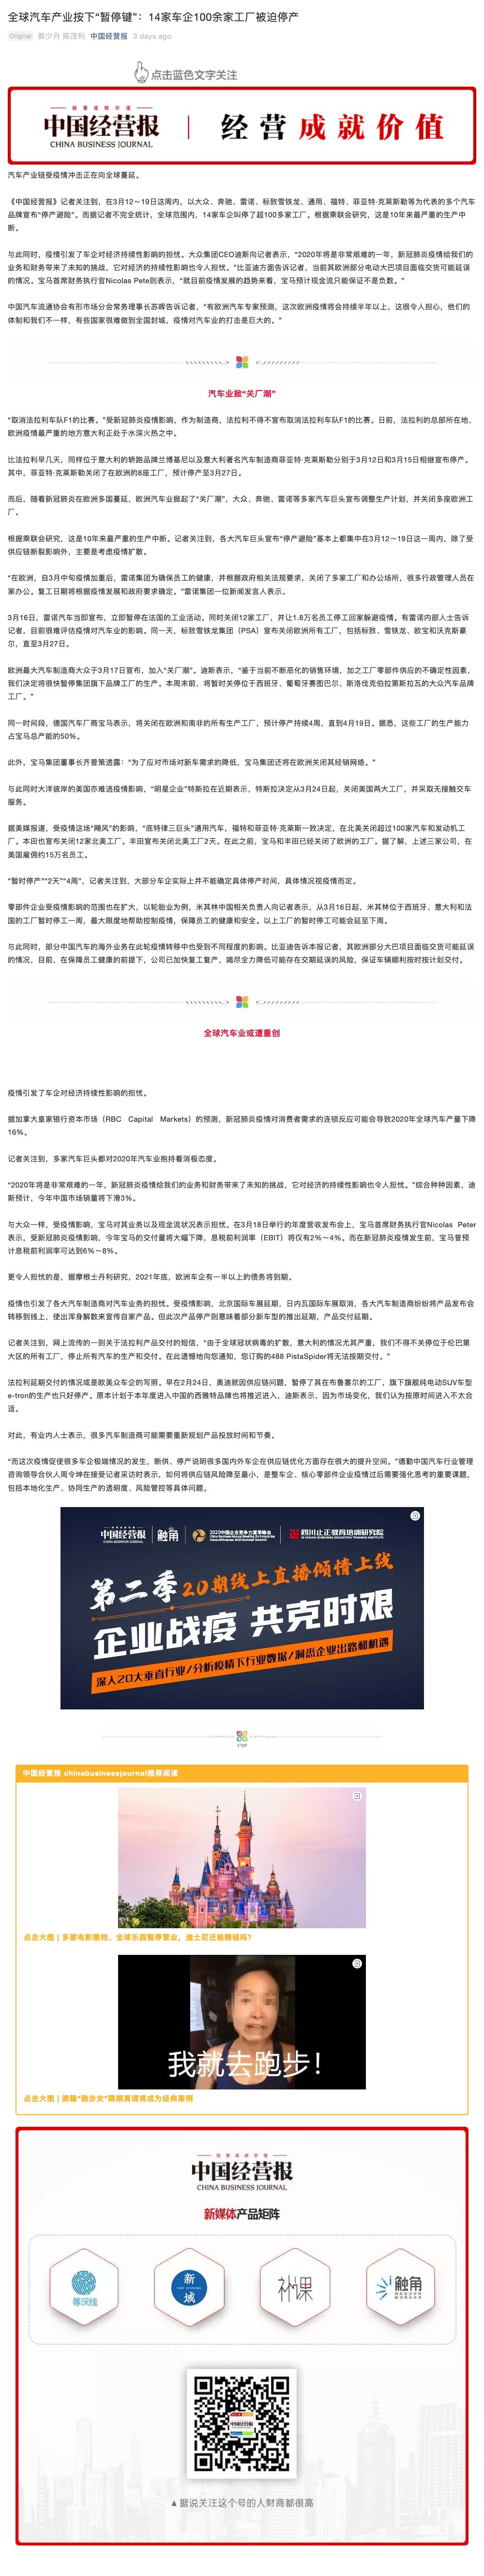 全球汽车产业按下“暂停键”：14家车企100余家工厂被迫停产
Original 郭少丹 陈茂利 中国经营报 3 days ago
点击蓝色文字关注
经营成就价值
中国经营报
CHINA BUSINESS JOURNAL
经营成就价值
汽车产业链受疫情冲击正在向全球蔓延。
《中国经营报》记者关注到，在3月12～19日这周内，以大众、奔驰、雷诺、标致雪铁龙、通用、福特、菲亚特·克莱斯勒等为代表的多个汽车
品牌宣布“停产避险”。而据记者不完全统计，全球范围内，14家车企叫停了超100多家工厂。根据乘联会研究，这是10年来最严重的生产中
断。
与此同时，疫情引发了车企对经济持续性影响的担忧。大众集团CEO迪斯向记者表示，“2020年将是非常艰难的一年，新冠肺炎疫情给我们的
业务和财务带来了未知的挑战，它对经济的持续性影响也令人担忧。”比亚迪方面告诉记者，当前其欧洲部分电动大巴项目面临交货可能延误
的情况。宝马首席财务执行官Nicolas Pete则表示，“就目前疫情发展的趋势来看，宝马预计现金流只能保证不是负数。”
中国汽车流通协会有形市场分会常务理事长苏晖告诉记者，“有欧洲汽车专家预测，这次欧洲疫情将会持续半年以上，这很令人担心，他们的
体制和我们不一样，有些国家很难做到全国封城，疫情对汽车业的打击是巨大的。”
汽车业掀“关厂潮”
“取消法拉利车队F1的比赛。”受新冠肺炎疫情影响，作为制造商，法拉利不得不宣布取消法拉利车队F1的比赛。日前，法拉利的总部所在地、
欧洲疫情最严重的地方意大利正处于水深火热之中。
比法拉利早几天，同样位于意大利的轿跑品牌兰博基尼以及意大利著名汽车制造商菲亚特·克莱斯勒分别于3月12日和3月15日相继宣布停产。
其中，菲亚特·克莱斯勒关闭了在欧洲的8座工厂，预计停产至3月27日。
而后，随着新冠肺炎在欧洲多国蔓延，欧洲汽车业掀起了“关厂潮”，大众、奔驰、雷诺等多家汽车巨头宣布调整生产计划，并关闭多座欧洲工
厂。
根据乘联会研究，这是10年来最严重的生产中断。记者关注到，各大汽车巨头宣布“停产避险”基本上都集中在3月12～19日这一周内，除了受
供应链断裂影响外，主要是考虑疫情扩散。
“在欧洲，自3月中旬疫情加重后，雷诺集团为确保员工的健康，并根据政府相关法规要求，关闭了多家工厂和办公场所，很多行政管理人员在
家办公。复工日期将根据疫情发展和政府要求确定。”雷诺集团一位新闻发言人表示。
3月16日，雷诺汽车当即宣布，立即暂停在法国的工业活动。同时关闭12家工厂，并让1.8万名员工停工回家躲避疫情。有雷诺内部人士告诉
记者，目前很难评估疫情对汽车业的影响。同一天，标致雪铁龙集团（PSA）宣布关闭欧洲所有工厂，包括标致、雪铁龙、欧宝和沃克斯豪
尔，直至3月27日。
欧洲最大汽车制造商大众于3月17日宣布，加入“关厂潮”。迪斯表示，“鉴于当前不断恶化的销售环境，加之工厂零部件供应的不确定性因素，
我们决定将很快暂停集团旗下品牌工厂的生产。本周末前，将暂时关停位于西班牙、葡萄牙赛图巴尔、斯洛伐克伯拉第斯拉瓦的大众汽车品牌
工厂。”
同一时间段，德国汽车厂商宝马表示，将关闭在欧洲和南非的所有生产工厂，预计停产持续4周，直到4月19日。据悉，这些工厂的生产能力
占宝马总产能的50%。
此外，宝马集团董事长齐普策透露：“为了应对市场对新车需求的降低，宝马集团还将在欧洲关闭其经销网络。”
与此同时大洋彼岸的美国亦难逃疫情影响，“明星企业”特斯拉在近期表示，特斯拉决定从3月24日起，关闭美国两大工厂，并采取无接触交车
服务。
据美媒报道，受疫情这场“飓风”的影响，“底特律三巨头”通用汽车，福特和菲亚特·克莱斯一致决定，在北美关闭超过100家汽车和发动机工
厂。本田也宣布关闭12家北美工厂。丰田宣布关闭北美工厂2天。在此之前，宝马和丰田已经关闭了欧洲的工厂。据了解，上述三家公司，在
美国雇佣约15万名员工。
“暂时停产”“2天”“4周”，记者关注到，大部分车企实际上并不能确定具体停产时间，具体情况视疫情而定。
零部件企业受疫情影响的范围也在扩大，以轮胎业为例，米其林中国相关负责人向记者表示，从3月16日起，米其林位于西班牙、意大利和法
国的工厂暂时停工一周，最大限度地帮助控制疫情，保障员工的健康和安全。以上工厂的暂时停工可能会延至下周。
与此同时，部分中国汽车的海外业务在此轮疫情转移中也受到不同程度的影响。比亚迪告诉本报记者，其欧洲部分大巴项目面临交货可能延误
的情况，目前，在保障员工健康的前提下，公司已加快复工复产，竭尽全力降低可能存在交期延误的风险，保证车辆顺利按时按计划交付。
全球汽车业或遭重创
疫情引发了车企对经济持续性影响的担忧。
据加拿大皇家银行资本市场（RBC Capital Markets）的预测，新冠肺炎疫情对消费者需求的连锁反应可能会导致2020年全球汽车产量下降
16%。
记者关注到，多家汽车巨头都对2020年汽车业抱持着消极态度。
“2020年将是非常艰难的一年，新冠肺炎疫情给我们的业务和财务带来了未知的挑战，它对经济的持续性影响也令人担忧。”综合种种因素，迪
斯预计，今年中国市场销量将下滑3%。
与大众一样，受疫情影响，宝马对其业务以及现金流状况表示担忧。在3月18日举行的年度营收发布会上，宝马首席财务执行官Nicolas Peter
表示，受新冠肺炎疫情影响，今年宝马的交付量将大幅下降，息税前利润率（EBIT）将仅有2%～4%。而在新冠肺炎疫情发生前，宝马曾预
计息税前利润率可达到6%～8%。
更令人担忧的是，据摩根士丹利研究，2021年底，欧洲车企有一半以上的债务将到期。
疫情也引发了各大汽车制造商对汽车业务的担忧。受疫情影响，北京国际车展延期，日内瓦国际车展取消，各大汽车制造商纷纷将产品发布会
转移到线上，使出浑身解数来宣传自家产品。但此次产品停产则意味着部分新车型的推出延期，产品交付延期。
记者关注到，网上流传的一则关于法拉利产品交付的短信，“由于全球冠状病毒的扩散，意大利的情况尤其严重，我们不得不关停位于伦巴第
大区的所有工厂，停止所有汽车的生产和交付。在此遗憾地向您通知，您订购的488 PistaSpider将无法按期交付。”
法拉利延期交付的情况或是欧美众车企的写照。早在2月24日，奥迪就因供应链问题，暂停了其在布鲁塞尔的工厂，旗下旗舰纯电动SUV车型
e-tron的生产也只好停产。原本计划于本年度进入中国的西雅特品牌也将推迟进入，迪斯表示，因为市场变化，我们认为按原时间进入不太合
适。
对此，有业内人士表示，很多汽车制造商可能需要重新规划产品投放时间和节奏。
“而这次疫情促使很多车企极端情况的发生，断供、停产说明很多国内外车企在供应链优化方面存在很大的提升空间。”德勤中国汽车行业管理
咨询领导合伙人周令坤在接受记者采访时表示，如何将供应链风险降至最小，是整车企、核心零部件企业疫情过后需要强化思考的重要课题，
包括本地化生产、协同生产的透明度、风险管控等具体问题。
中国经营报 触角 2020中国企业竞争力夏季峰会 四川止正教育培训研究院
第二季 20期线上直播倾情上线
企业战疫 共克时艰
深入20大垂直行业/分析疫情下行业数据/洞悉企业出路和机遇
END
中国经营报 chinabusinessjournal推荐阅读
点击大图 | 多部电影撤档、全球乐园暂停营业，迪士尼还能赚钱吗？
我就去跑步！
点击大图 | 澳籍“跑步女”限期离境将成为经典案例
经营成就价值
中国经营报
CHINA BUSINESS JOURNAL
新媒体产品矩阵
等深线
新域
补课
触角
中国经营报
▲据说关注这个号的人财商都很高